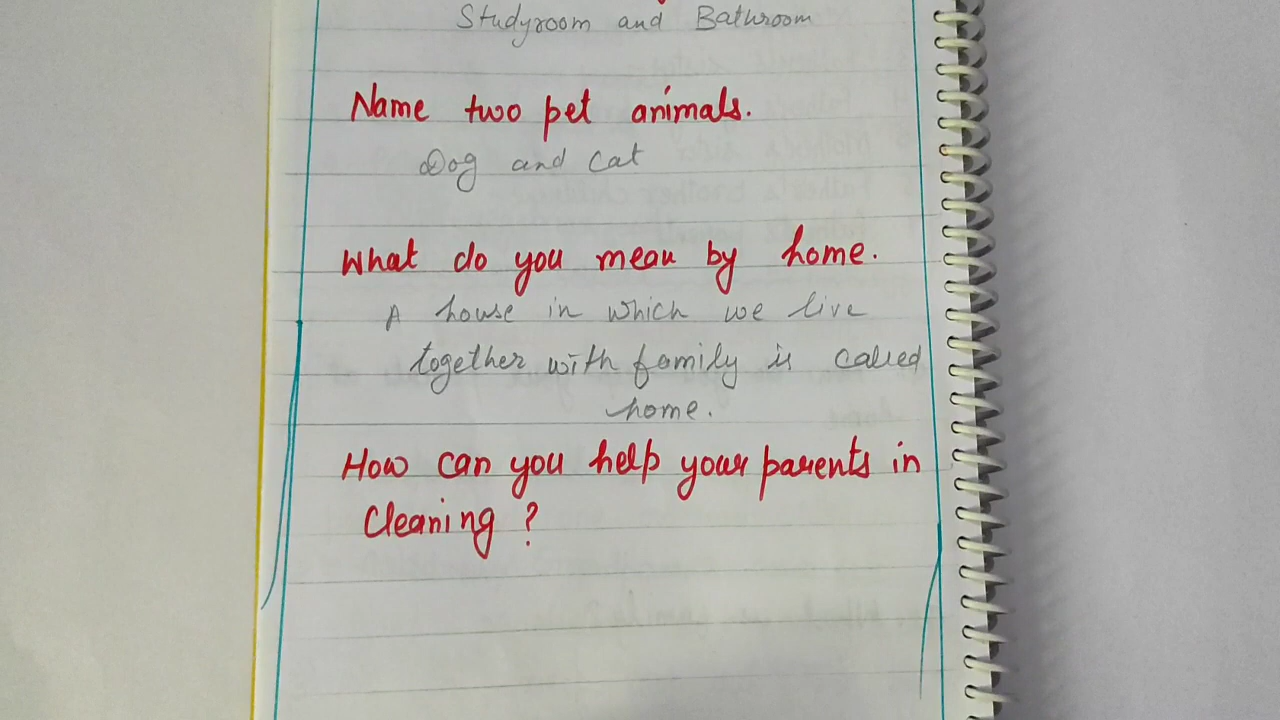 Studyroom and Bathroom
Name two pet animals.
Dog and cat
What do you mean by home.
A house in which we live
together with family is called
home.
How can you help your parents in
cleaning ?